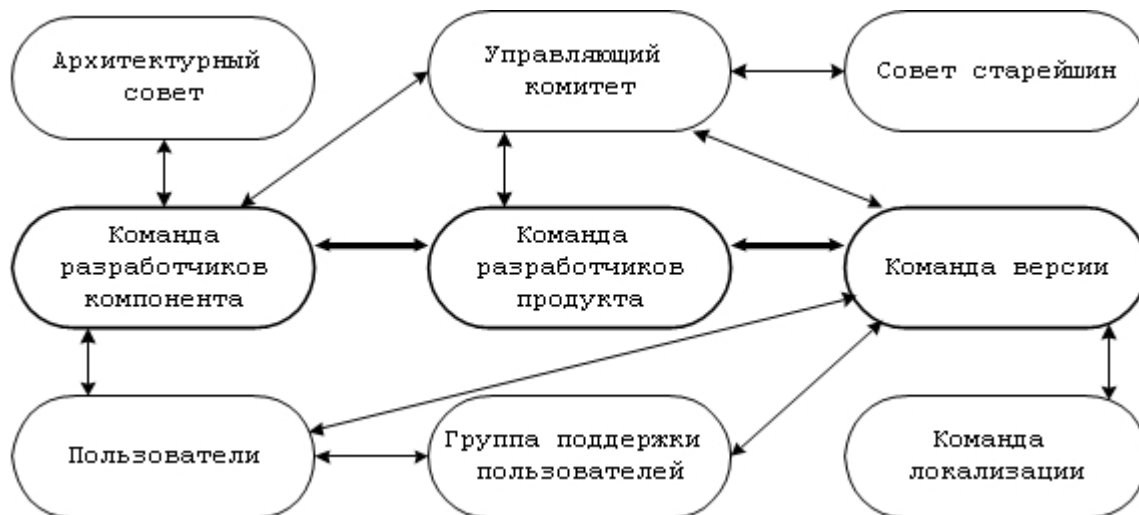 Архитектурный
совет
Управляющий
комитет
Совет старейшин
Команда
разработчиков
компонента
Команда
разработчиков
продукта
Команда версии
Пользователи
Группа поддержки
пользователей
Команда
локализации